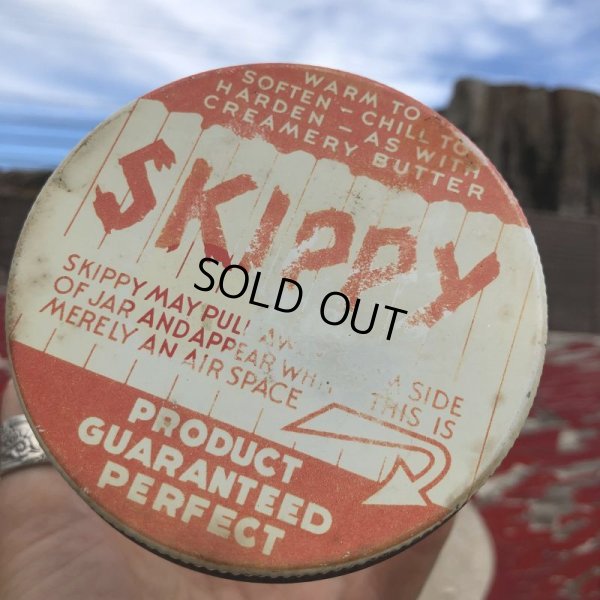 WARM TO
SOFTEN – CHILL TO
HARDEN – AS WITH
CREAMERY BUTTER
SKIPPY
SOLD OUT
SKIPPY MAY PULL A SIDE
OF JAR AND APPEAR THIS IS
MERELY AN AIR SPACE
PRODUCT
GUARANTEED
PERFECT